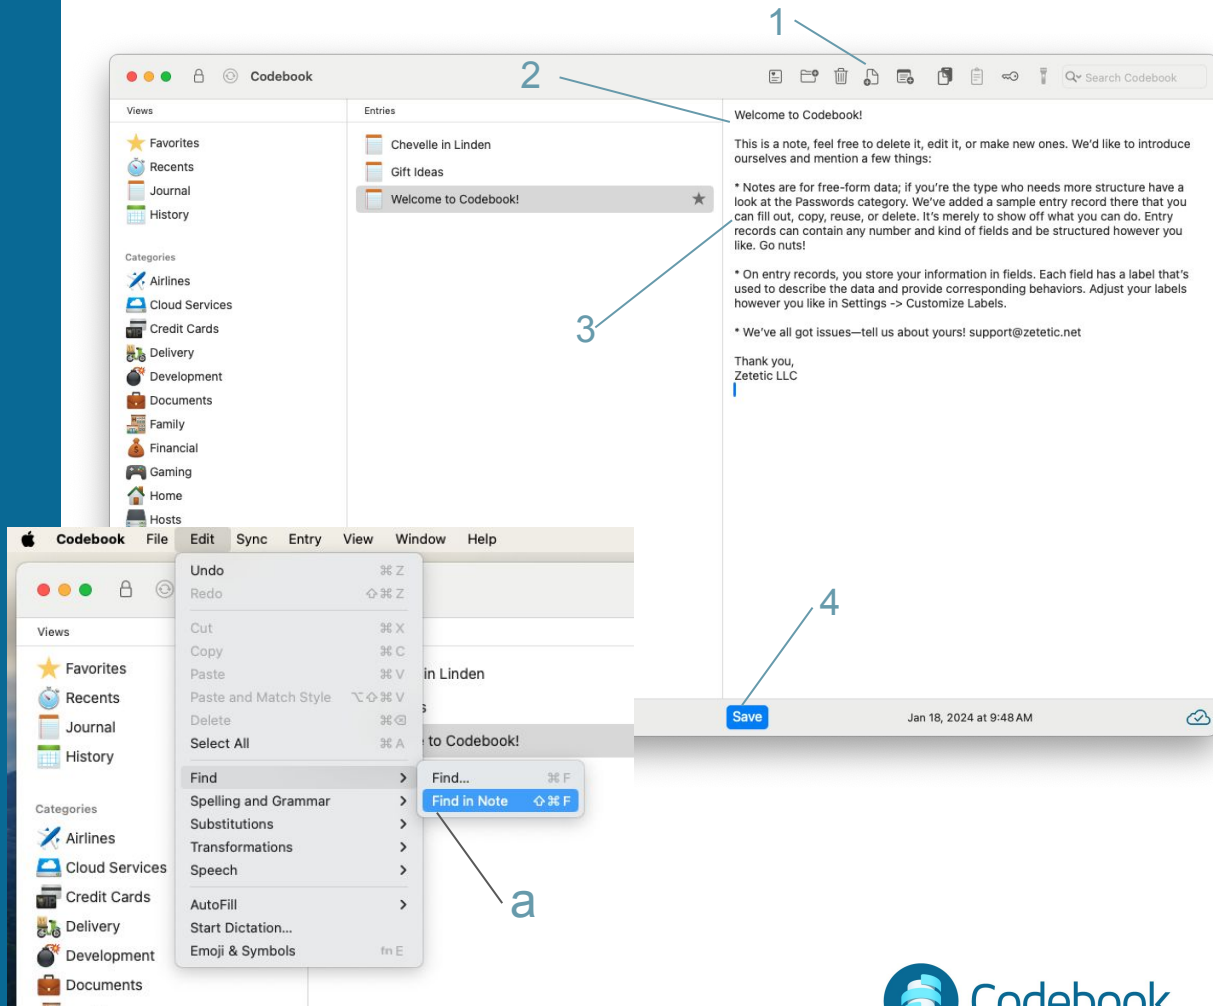 1
2
Codebook
Search Codebook
Views
Favorites
Recents
Journal
History
Categories
Airlines
Cloud Services
Credit Cards
Delivery
Development
Documents
Family
Financial
Gaming
Home
Hosts
Entries
Chevelle in Linden
Gift Ideas
Welcome to Codebook!
3
Welcome to Codebook!
This is a note, feel free to delete it, edit it, or make new ones. We'd like to introduce
ourselves and mention a few things:
* Notes are for free-form data; if you're the type who needs more structure have a
look at the Passwords category. We've added a sample entry record there that you
can fill out, copy, reuse, or delete. It's merely to show off what you can do. Entry
records can contain any number and kind of fields and be structured however you
like. Go nuts!
* On entry records, you store your information in fields. Each field has a label that's
used to describe the data and provide corresponding behaviors. Adjust your labels
however you like in Settings -> Customize Labels.
* We've all got issues—tell us about yours! support@zetetic.net
Thank you,
Zetetic LLC
4
Save
Jan 18, 2024 at 9:48 AM
Codebook File Edit Sync Entry View Window Help
Views
Favorites
Recents
Journal
History
Categories
Airlines
Cloud Services
Credit Cards
Delivery
Development
Documents
Undo ⌘ Z
Redo ⇧ ⌘ Z
Cut ⌘ X
Copy ⌘ C
Paste ⌘ V
Paste and Match Style ⌥ ⇧ ⌘ V
Delete ⌘ ⌫
Select All ⌘ A
Find
Spelling and Grammar
Substitutions
Transformations
Speech
AutoFill
Start Dictation...
Emoji & Symbols fn E
in Linden
s
to Codebook!
Find... ⌘ F
Find in Note ⇧ ⌘ F
a
Codebook